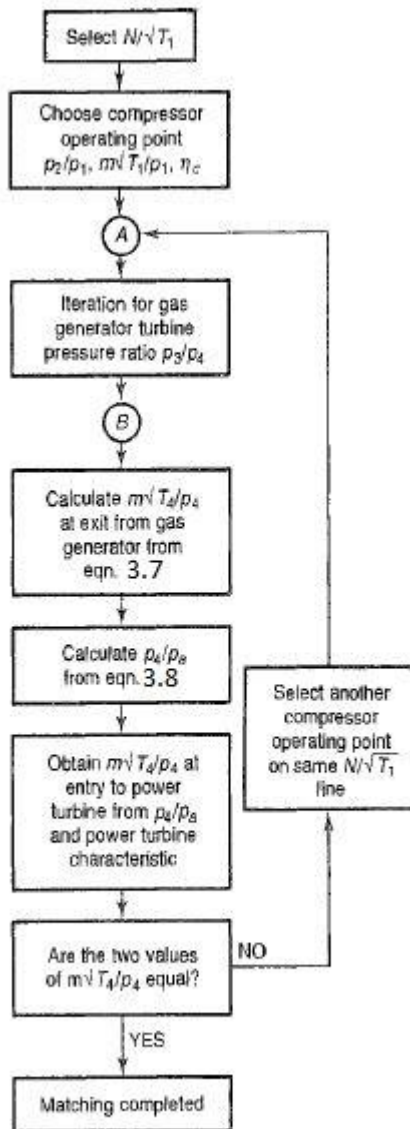 Select N/√T₁
Choose compressor
operating point
p₂/p₁, m√T₁/p₁, η_c
A
Iteration for gas
generator turbine
pressure ratio p₃/p₄
B
Calculate m√T₄/p₄
at exit from gas
generator from
eqn. 3.7
Calculate p₄/pₐ
from eqn. 3.8
Obtain m√T₄/p₄ at
entry to power
turbine from p₄/pₐ
and power turbine
characteristic
Are the two values
of m√T₄/p₄ equal?
NO
Select another
compressor
operating point
on same N/√T₁
line
YES
Matching completed